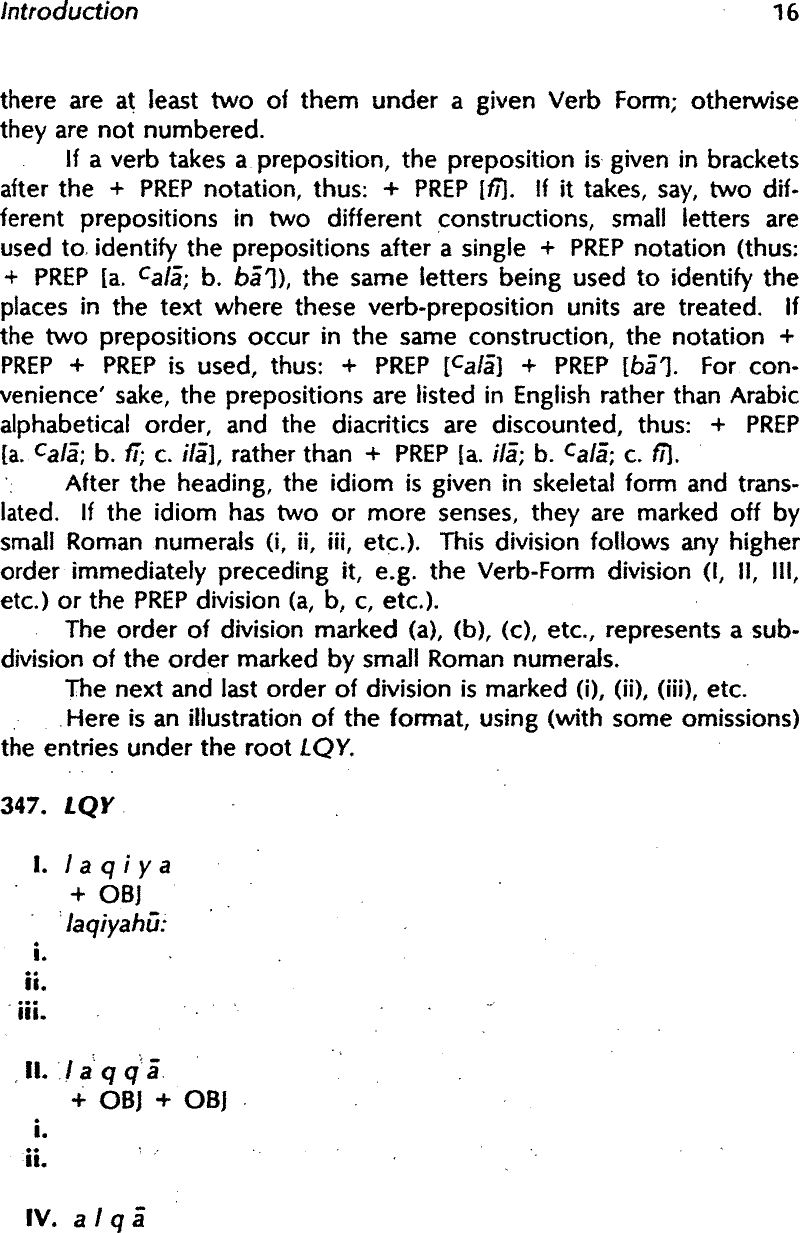 Introduction 16
there are at least two of them under a given Verb Form; otherwise
they are not numbered.
If a verb takes a preposition, the preposition is given in brackets
after the + PREP notation, thus: + PREP [fī]. If it takes, say, two dif-
ferent prepositions in two different constructions, small letters are
used to identify the prepositions after a single + PREP notation (thus:
+ PREP [a. ᶜalā; b. bā']), the same letters being used to identify the
places in the text where these verb-preposition units are treated. If
the two prepositions occur in the same construction, the notation +
PREP + PREP is used, thus: + PREP [ᶜalā] + PREP [bā']. For con-
venience' sake, the prepositions are listed in English rather than Arabic
alphabetical order, and the diacritics are discounted, thus: + PREP
[a. ᶜalā; b. fī; c. ilā], rather than + PREP [a. ilā; b. ᶜalā; c. fī].
After the heading, the idiom is given in skeletal form and trans-
lated. If the idiom has two or more senses, they are marked off by
small Roman numerals (i, ii, iii, etc.). This division follows any higher
order immediately preceding it, e.g. the Verb-Form division (I, II, III,
etc.) or the PREP division (a, b, c, etc.).
The order of division marked (a), (b), (c), etc., represents a sub-
division of the order marked by small Roman numerals.
The next and last order of division is marked (i), (ii), (iii), etc.
Here is an illustration of the format, using (with some omissions)
the entries under the root LQY.
347. LQY
I. l a q i y a
+ OBJ
laqiyahū:
i.
ii.
iii.
II. l a q q ā
+ OBJ + OBJ
i.
ii.
IV. a l q ā